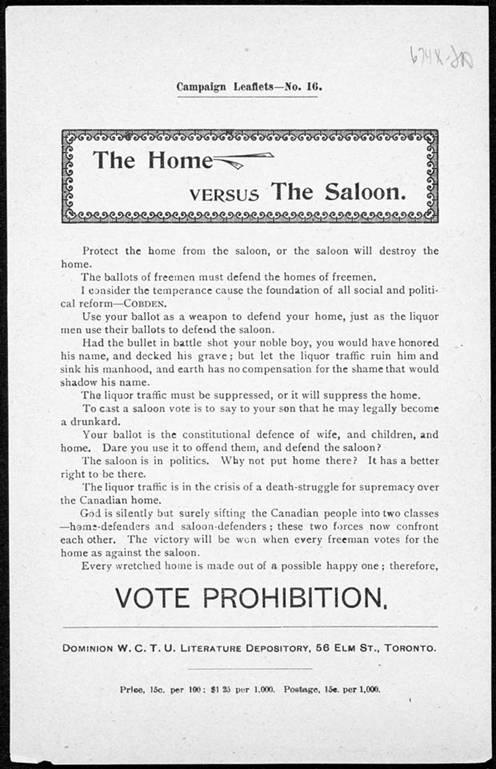 Campaign Leaflets—No. 16.
The Home
VERSUS The Saloon.
Protect the home from the saloon, or the saloon will destroy the
home.
The ballots of freemen must defend the homes of freemen.
I consider the temperance cause the foundation of all social and politi-
cal reform—COBDEN.
Use your ballot as a weapon to defend your home, just as the liquor
men use their ballots to defend the saloon.
Had the bullet in battle shot your noble boy, you would have honored
his name, and decked his grave; but let the liquor traffic ruin him and
sink his manhood, and earth has no compensation for the shame that would
shadow his name.
The liquor traffic must be suppressed, or it will suppress the home.
To cast a saloon vote is to say to your son that he may legally become
a drunkard.
Your ballot is the constitutional defence of wife, and children, and
home. Dare you use it to offend them, and defend the saloon?
The saloon is in politics. Why not put home there? It has a better
right to be there.
The liquor traffic is in the crisis of a death-struggle for supremacy over
the Canadian home.
God is silently but surely sifting the Canadian people into two classes
—home-defenders and saloon-defenders; these two forces now confront
each other. The victory will be won when every freeman votes for the
home as against the saloon.
Every wretched home is made out of a possible happy one; therefore,
VOTE PROHIBITION.
DOMINION W. C. T. U. LITERATURE DEPOSITORY, 56 ELM ST., TORONTO.
Price, 15c. per 100; $1 25 per 1,000. Postage, 15c. per 1,000.